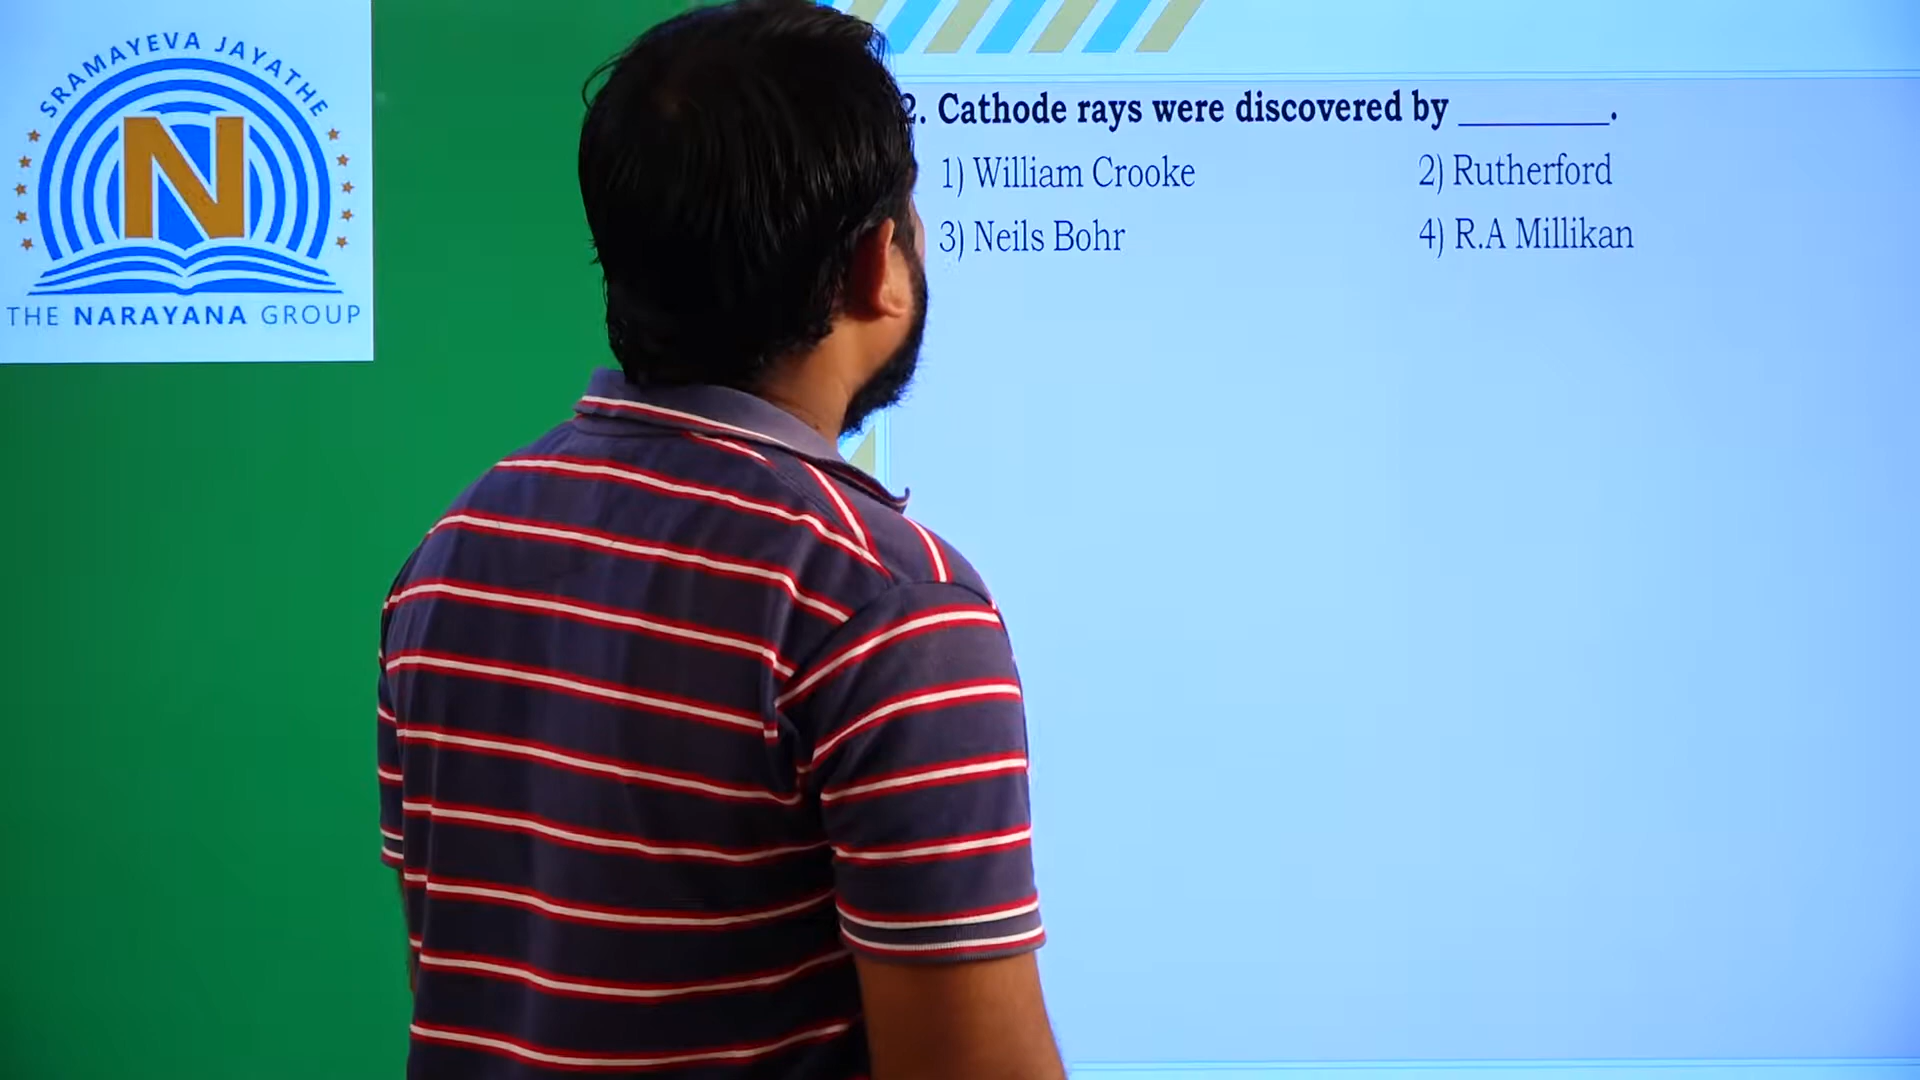 SRAMAYEVA JAYATHE
N
THE NARAYANA GROUP
2. Cathode rays were discovered by ________.
1) William Crooke 2) Rutherford
3) Neils Bohr 4) R.A Millikan